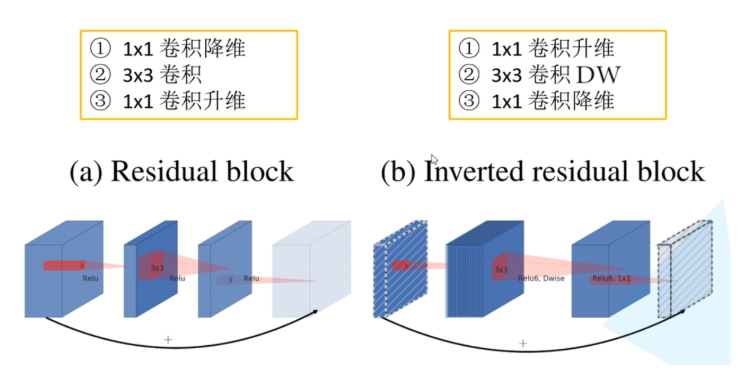 ① 1x1 卷积降维
② 3x3 卷积
③ 1x1 卷积升维
① 1x1 卷积升维
② 3x3 卷积 DW
③ 1x1 卷积降维
(a) Residual block
(b) Inverted residual block
Relu
3x3
Relu
Relu
+
3x3
Relu6, Dwise
Relu6, 1x1
+